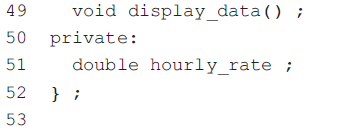 49    void display_data() ;
50  private:
51    double hourly_rate ;
52  } ;
53